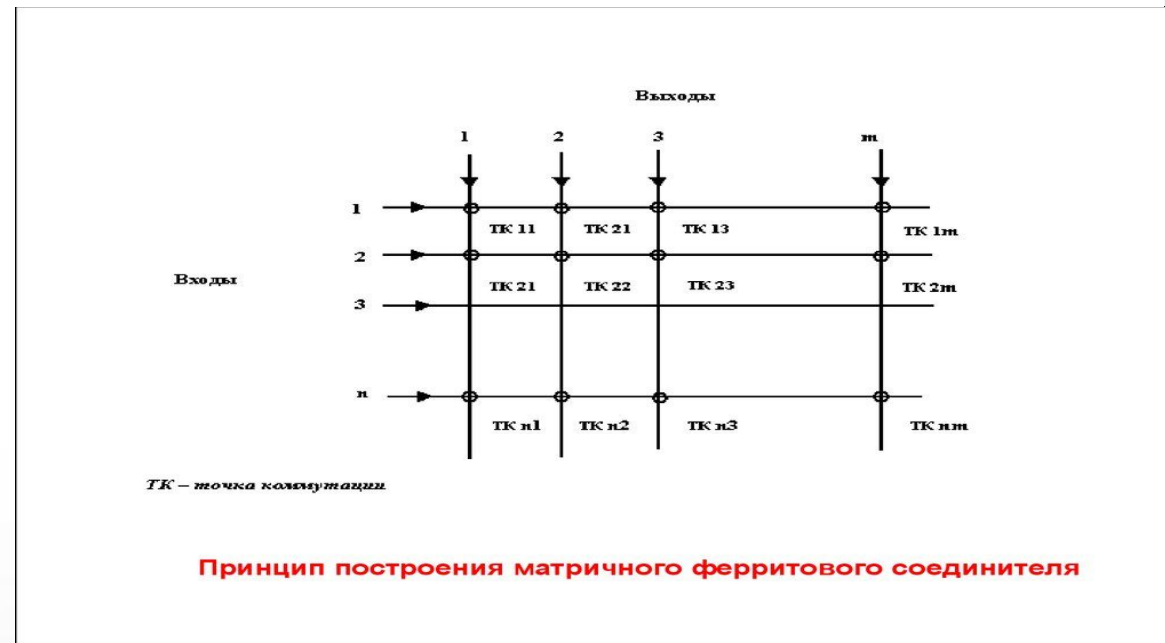 Выходы
1 2 3 m
1
ТК 11 ТК 21 ТК 13 ТК 1m
2
Входы
ТК 21 ТК 22 ТК 23 ТК 2m
3
n
ТК n1 ТК n2 ТК n3 ТК nm
ТК – точка коммутации
Принцип построения матричного ферритового соединителя